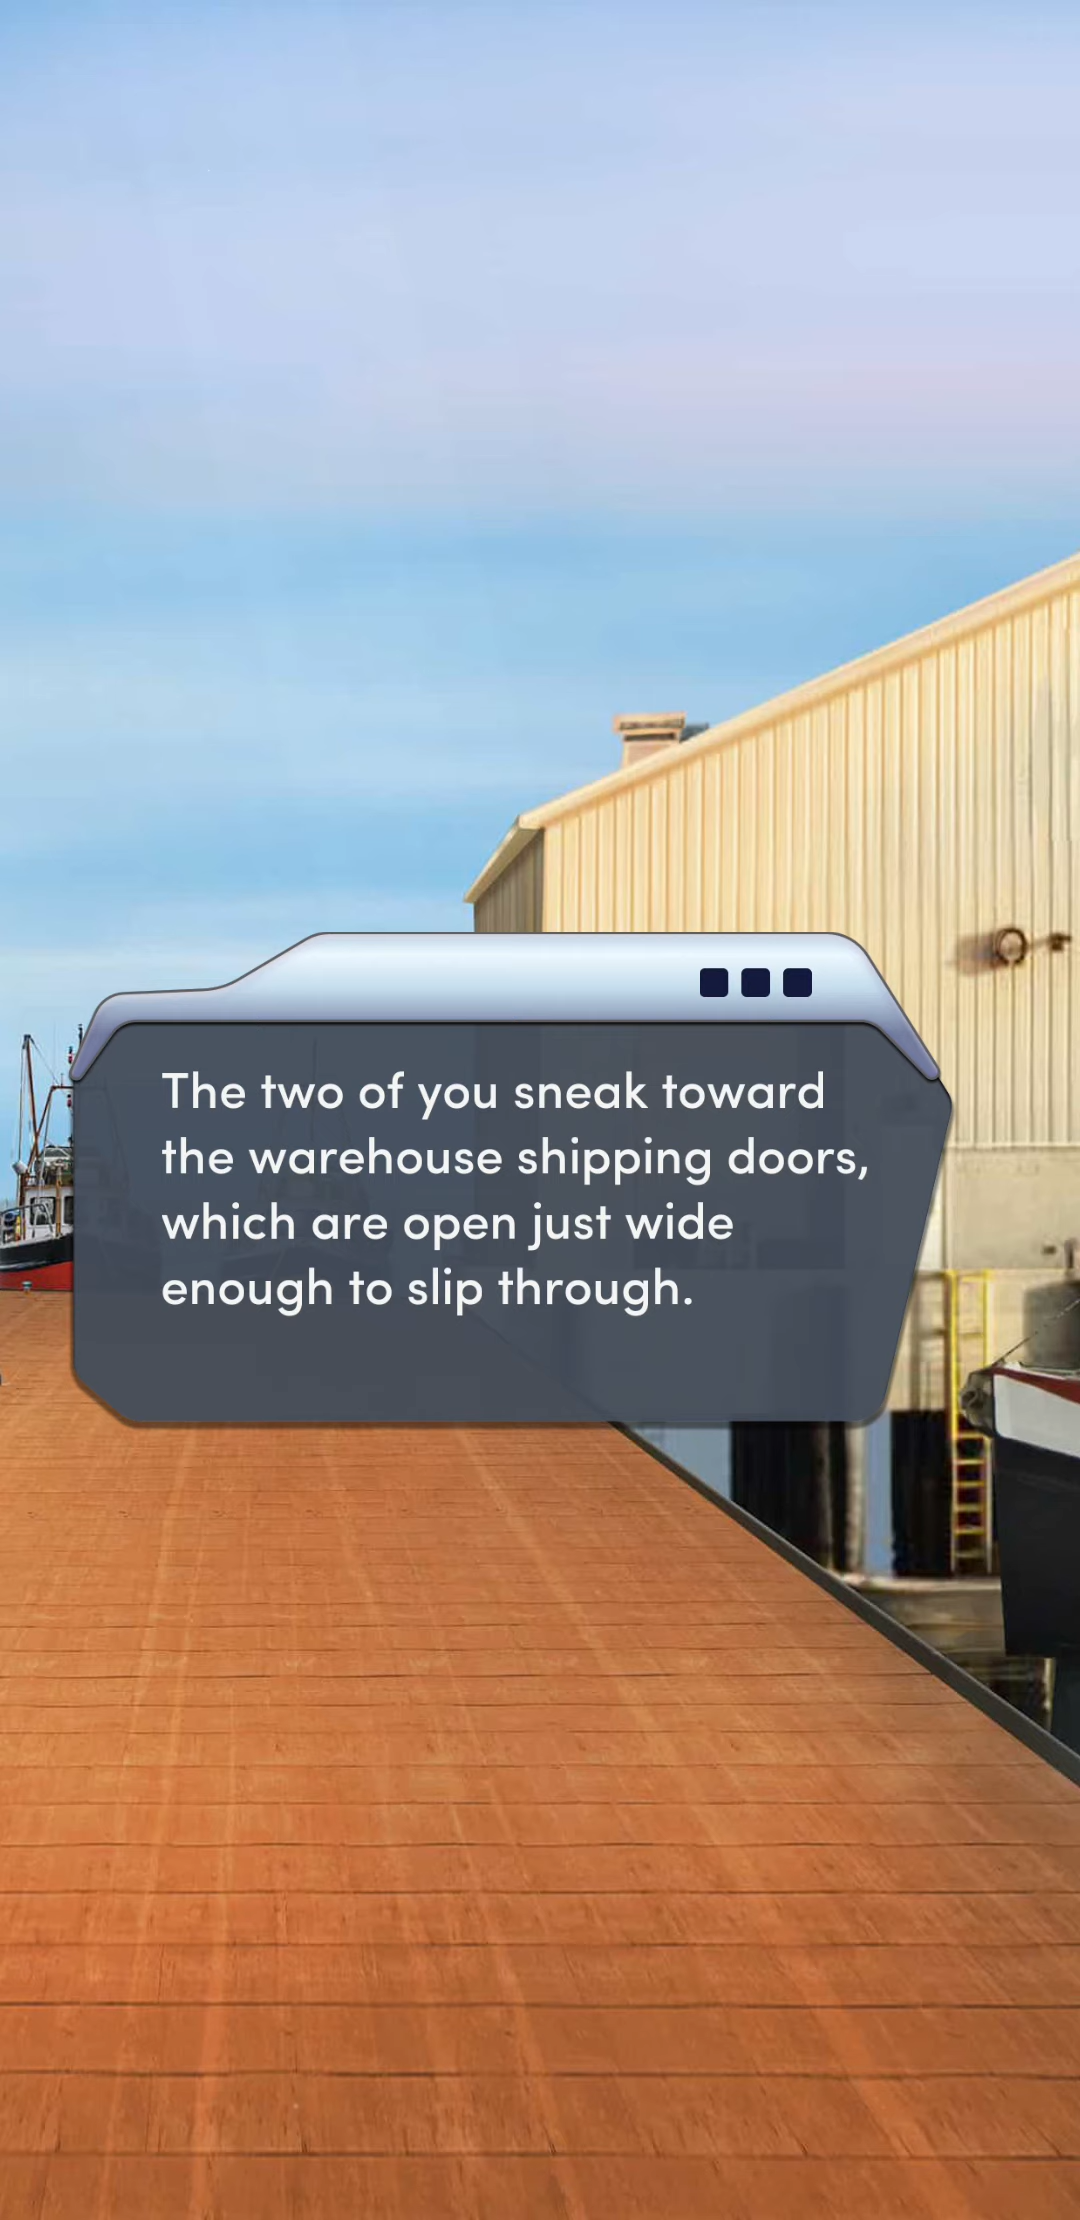 The two of you sneak toward
the warehouse shipping doors,
which are open just wide
enough to slip through.